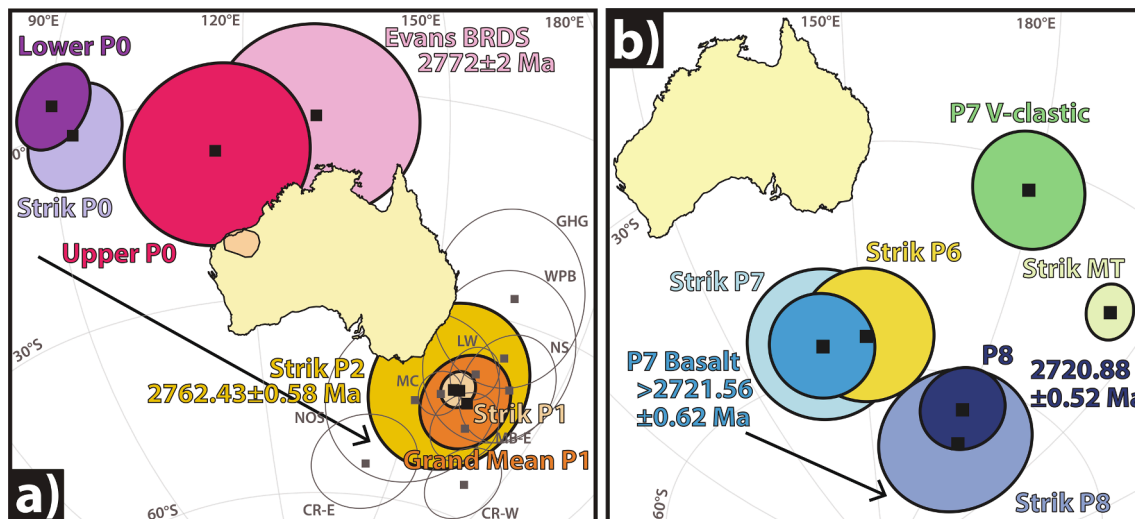 90°E
120°E
150°E
180°E
Lower P0
Evans BRDS
2772±2 Ma
0°
Strik P0
Upper P0
GHG
WPB
30°S
LW
NS
Strik P2
2762.43±0.58 Ma
MC
Strik P1
NOS
MB-E
Grand Mean P1
CR-E
CR-W
60°S
a)
b)
150°E
180°E
P7 V-clastic
30°S
Strik P6
Strik MT
Strik P7
P7 Basalt
>2721.56
±0.62 Ma
P8
2720.88
±0.52 Ma
Strik P8
60°S